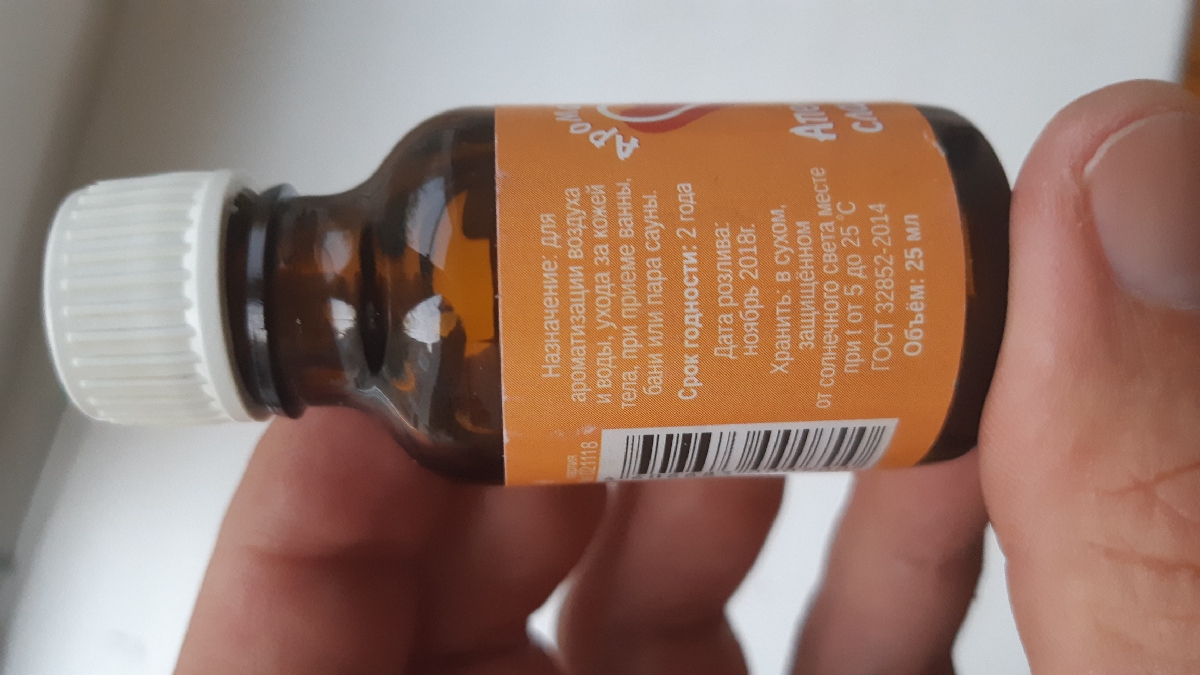 Назначение: для
ароматизации воздуха
и воды, ухода за кожей
тела, при приеме ванны,
бани или пара сауны.
Срок годности: 2 года
Дата розлива:
ноябрь 2018г.
Хранить: в сухом,
защищённом
от солнечного света месте
при t от 5 до 25 °С
ГОСТ 32852-2014
Объём: 25 мл